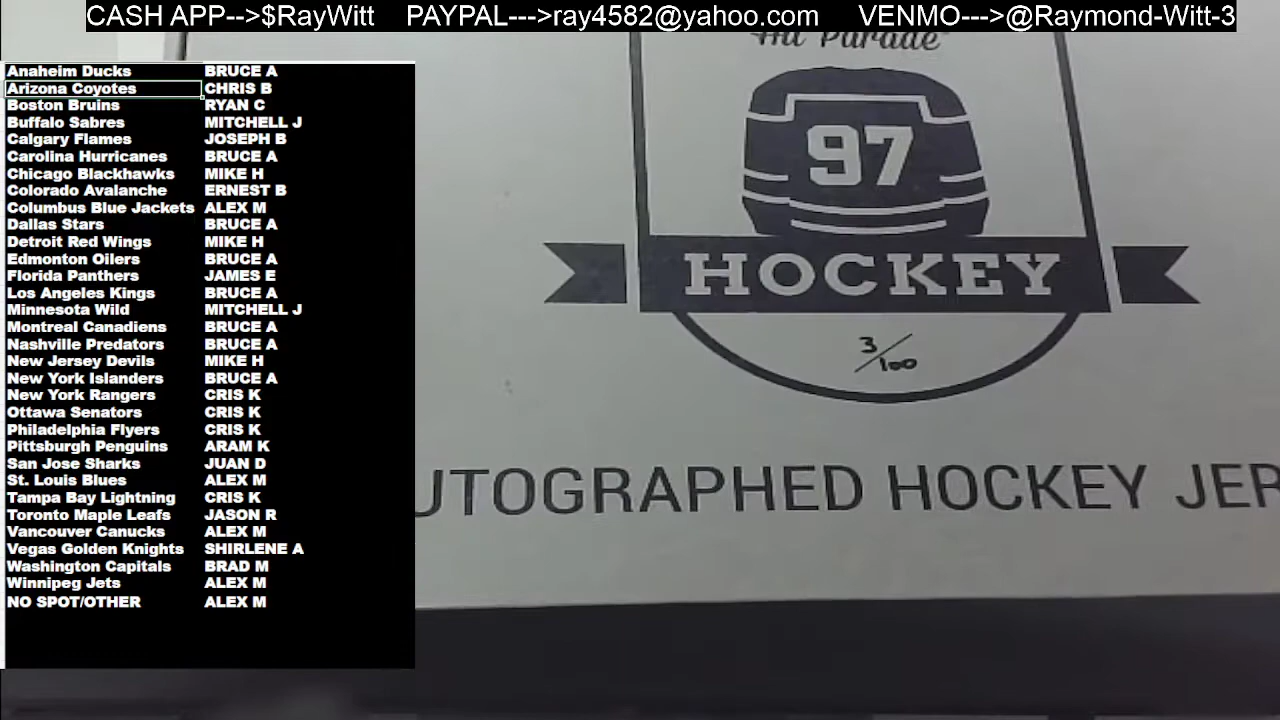 CASH APP-->$RayWitt PAYPAL--->ray4582@yahoo.com VENMO--->@Raymond-Witt-3
Anaheim Ducks BRUCE A
Arizona Coyotes CHRIS B
Boston Bruins RYAN C
Buffalo Sabres MITCHELL J
Calgary Flames JOSEPH B
Carolina Hurricanes BRUCE A
Chicago Blackhawks MIKE H
Colorado Avalanche ERNEST B
Columbus Blue Jackets ALEX M
Dallas Stars BRUCE A
Detroit Red Wings MIKE H
Edmonton Oilers BRUCE A
Florida Panthers JAMES E
Los Angeles Kings BRUCE A
Minnesota Wild MITCHELL J
Montreal Canadiens BRUCE A
Nashville Predators BRUCE A
New Jersey Devils MIKE H
New York Islanders BRUCE A
New York Rangers CRIS K
Ottawa Senators CRIS K
Philadelphia Flyers CRIS K
Pittsburgh Penguins ARAM K
San Jose Sharks JUAN D
St. Louis Blues ALEX M
Tampa Bay Lightning CRIS K
Toronto Maple Leafs JASON R
Vancouver Canucks ALEX M
Vegas Golden Knights SHIRLENE A
Washington Capitals BRAD M
Winnipeg Jets ALEX M
NO SPOT/OTHER ALEX M
Hit Parade
97
HOCKEY
3/100
UTOGRAPHED HOCKEY JER